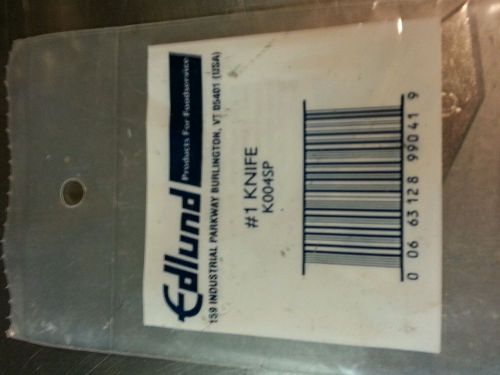 Edlund
Products For Foodservice
159 INDUSTRIAL PARKWAY BURLINGTON, VT 05401 (USA)
#1 KNIFE
K004SP
0 06 63128 99041 9